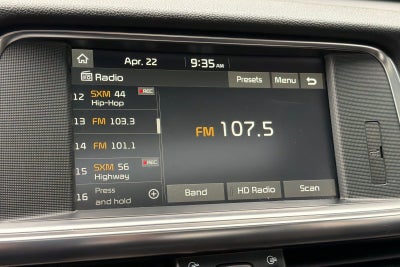 Apr. 22 9:35 AM
Radio Presets Menu
12 SXM 44 REC
Hip-Hop
13 FM 103.3
14 FM 101.1
15 SXM 56 REC
Highway
16 Press and hold
FM 107.5
Band HD Radio Scan